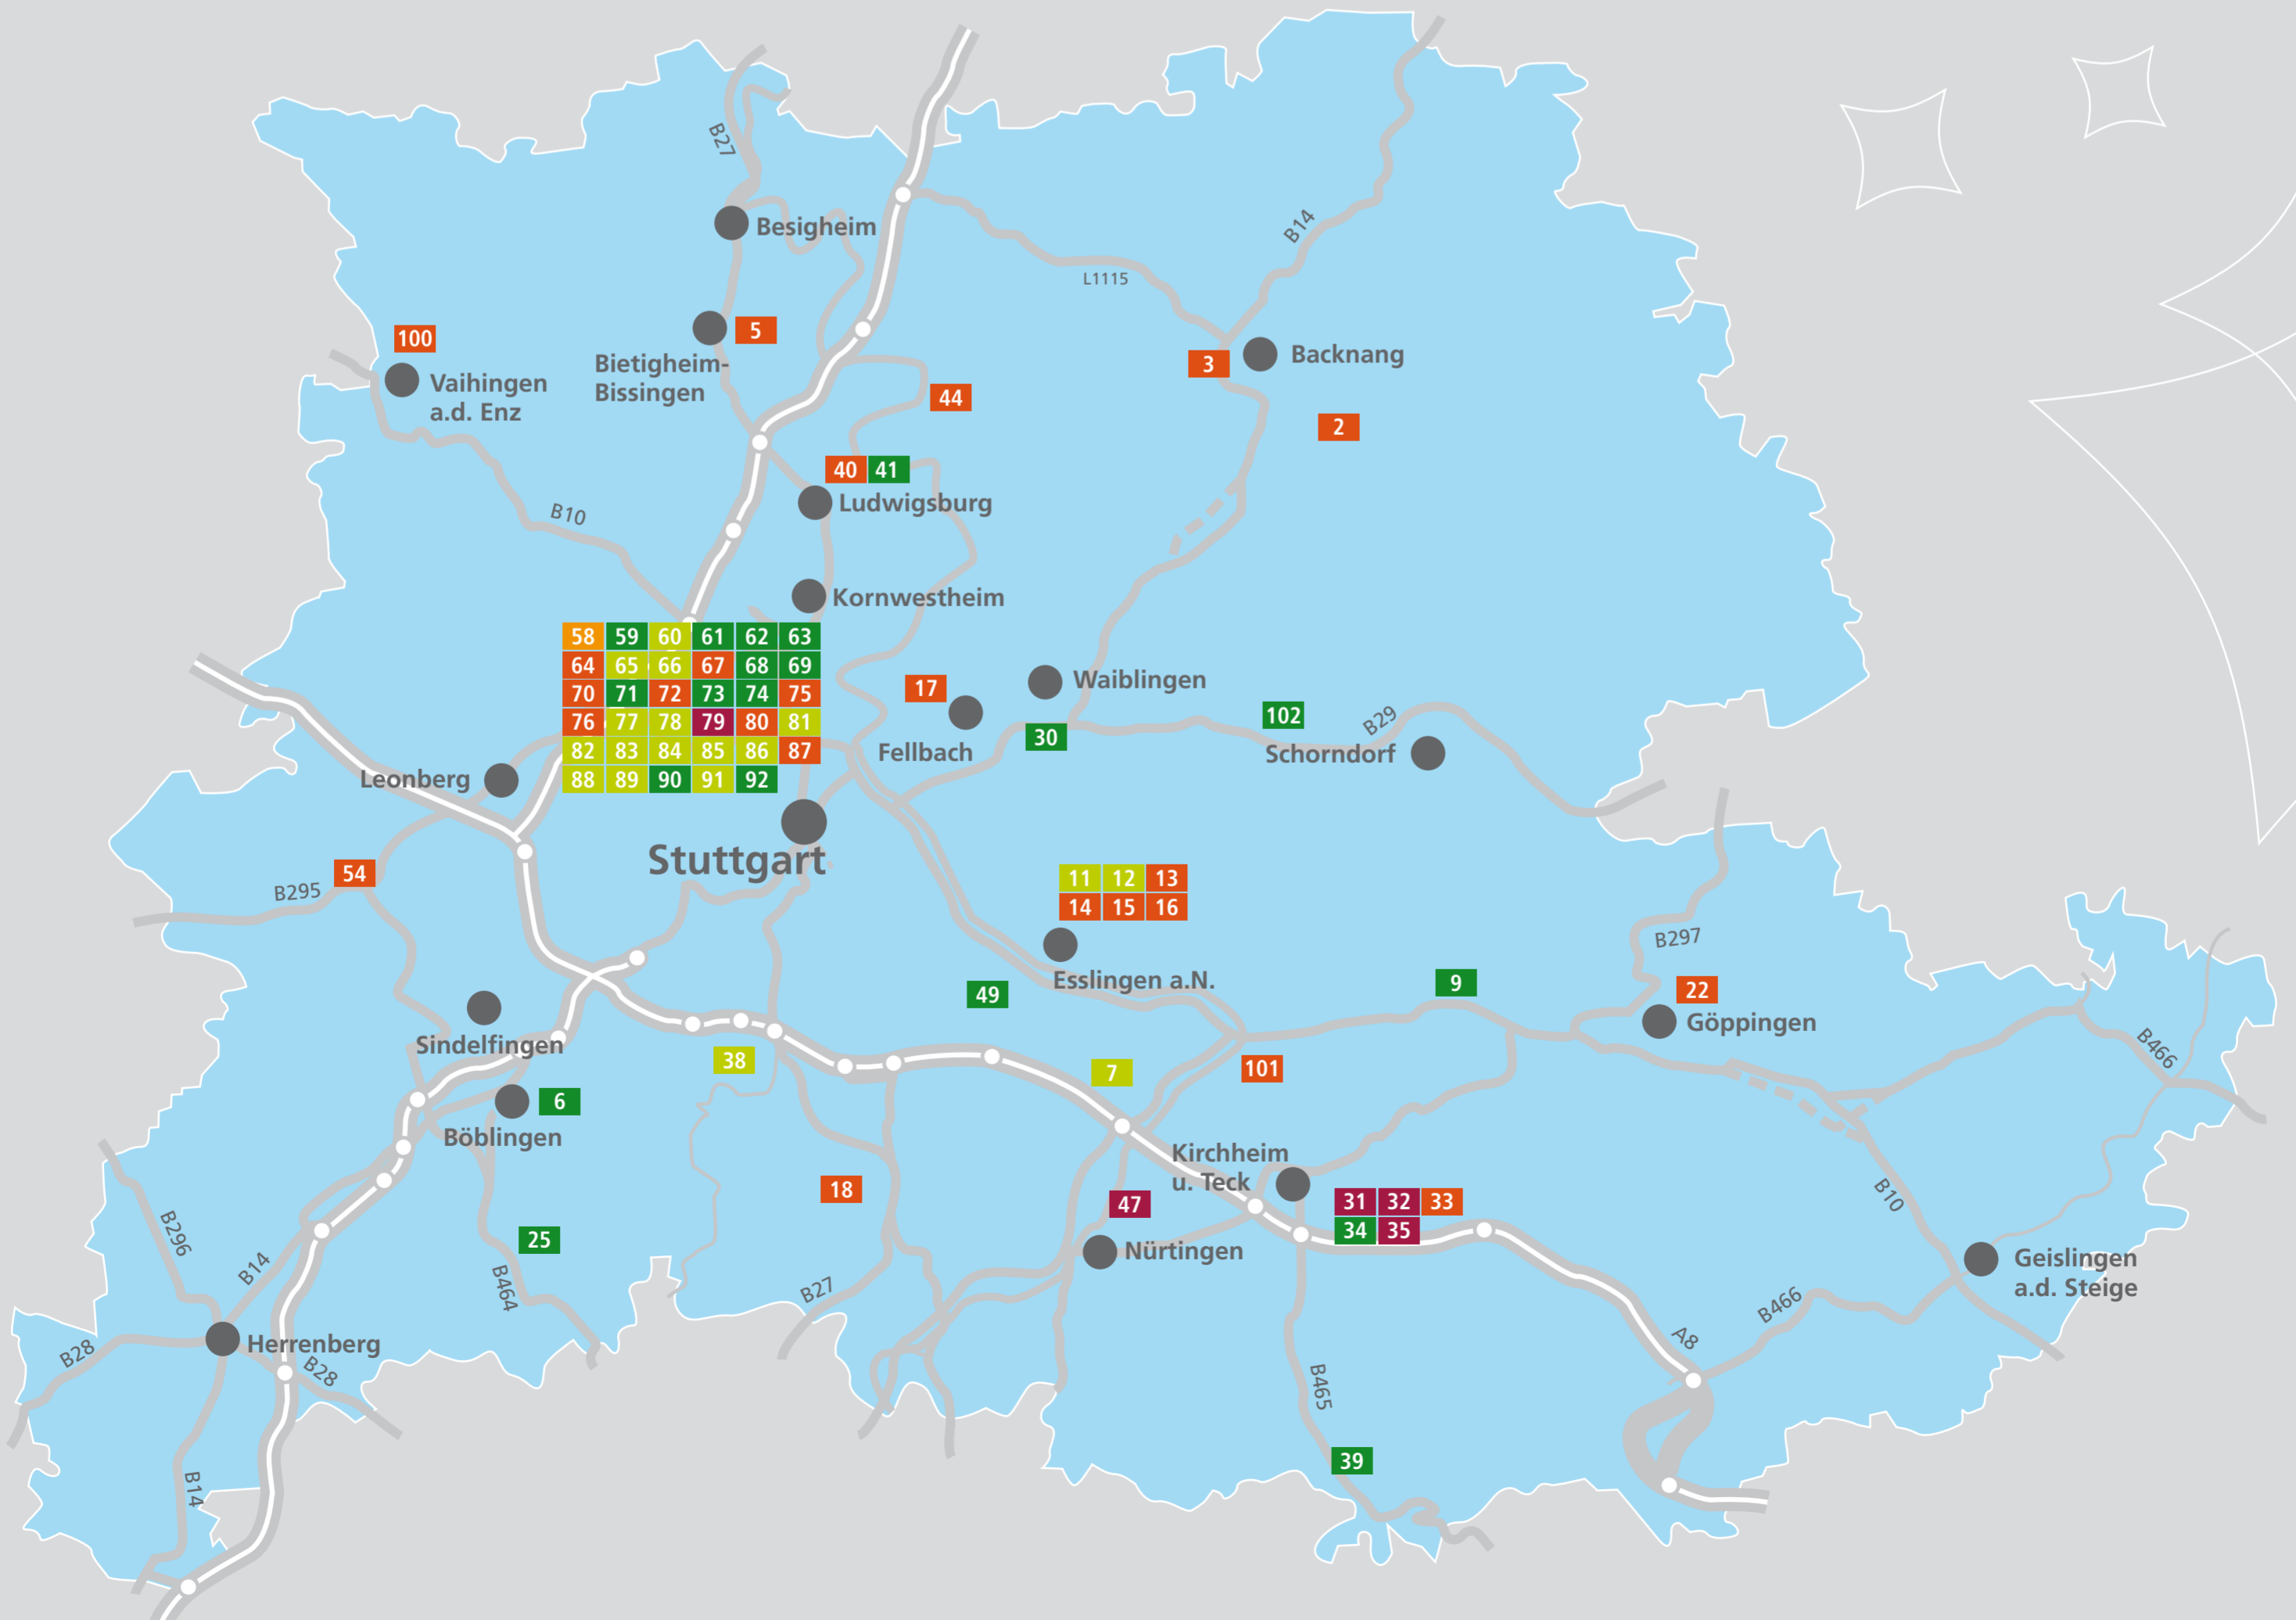 B27
Besigheim
B14
L1115
100
5
Bietigheim-
Bissingen
Vaihingen
a.d. Enz
3
Backnang
44
2
40 41
Ludwigsburg
B10
Kornwestheim
58 59 60 61 62 63
64 65 66 67 68 69
70 71 72 73 74 75
76 77 78 79 80 81
82 83 84 85 86 87
88 89 90 91 92
17
Waiblingen
Fellbach
30
102
B29
Schorndorf
Leonberg
Stuttgart
54
B295
11 12 13
14 15 16
Esslingen a.N.
B297
9
22
Göppingen
49
Sindelfingen
38
7
101
B466
6
Böblingen
Kirchheim
u. Teck
18
47
31 32 33
34 35
B10
B296
25
Nürtingen
B14
B464
B27
Geislingen
a.d. Steige
B466
A8
Herrenberg
B28
B28
B465
39
B14